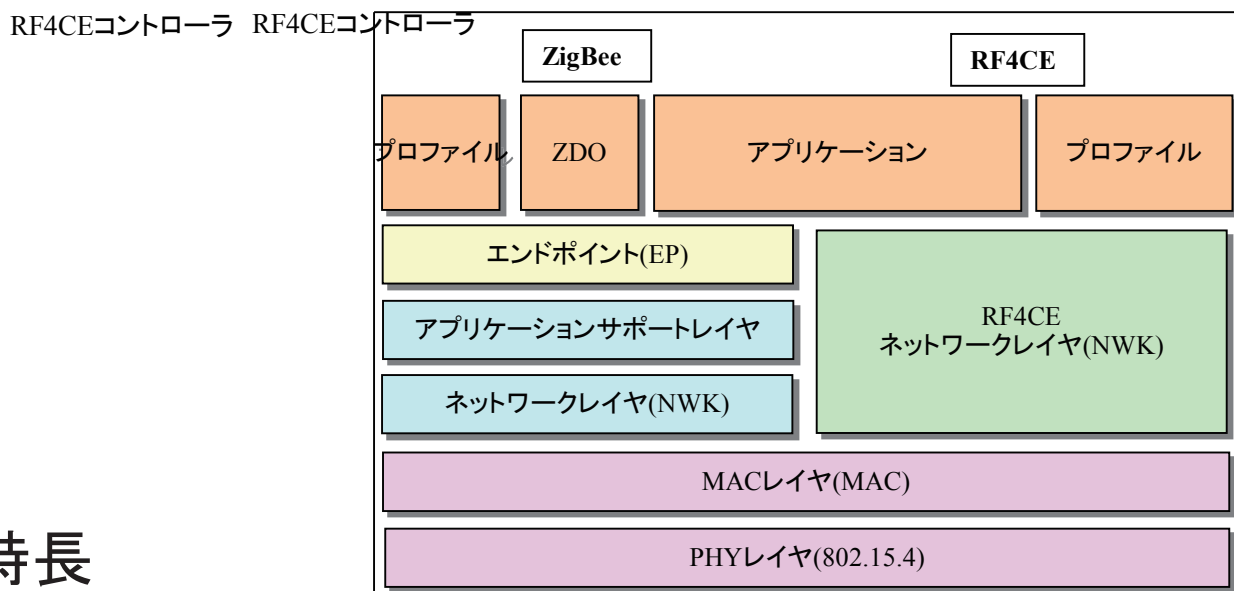 RF4CEコントローラ RF4CEコントローラ
ZigBee
RF4CE
プロファイル
ZDO
アプリケーション
プロファイル
エンドポイント(EP)
アプリケーションサポートレイヤ
ネットワークレイヤ(NWK)
RF4CE
ネットワークレイヤ(NWK)
MACレイヤ(MAC)
PHYレイヤ(802.15.4)
特長